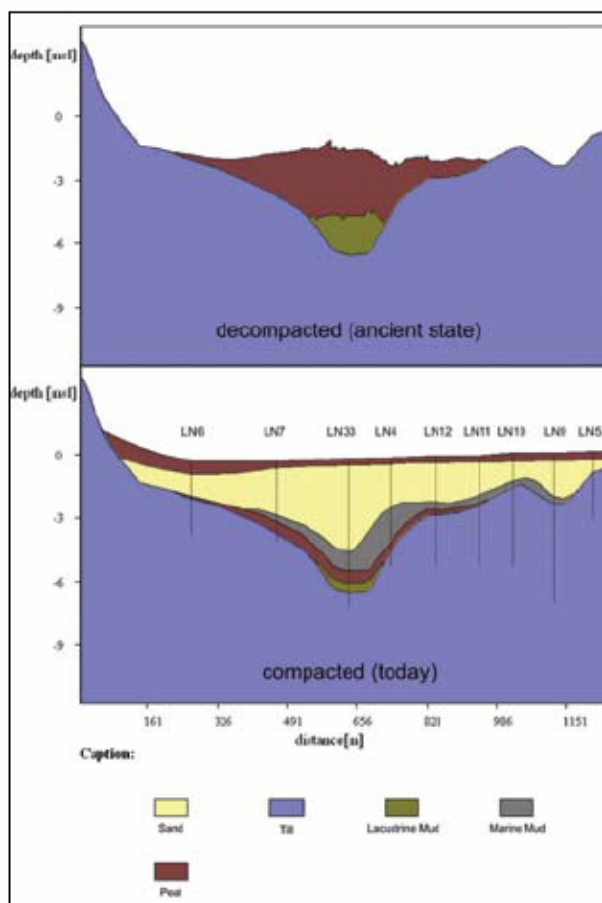 depth [msl]
0
-3
-6
-9
decompacted (ancient state)
depth [msl]
LN6 LN7 LN33 LN4 LN12 LN11 LN13 LN9 LN5
0
-3
-6
-9
compacted (today)
161 326 491 656 821 986 1151
distance[m]
Caption:
Sand Till Lacustrine Mud Marine Mud
Peat